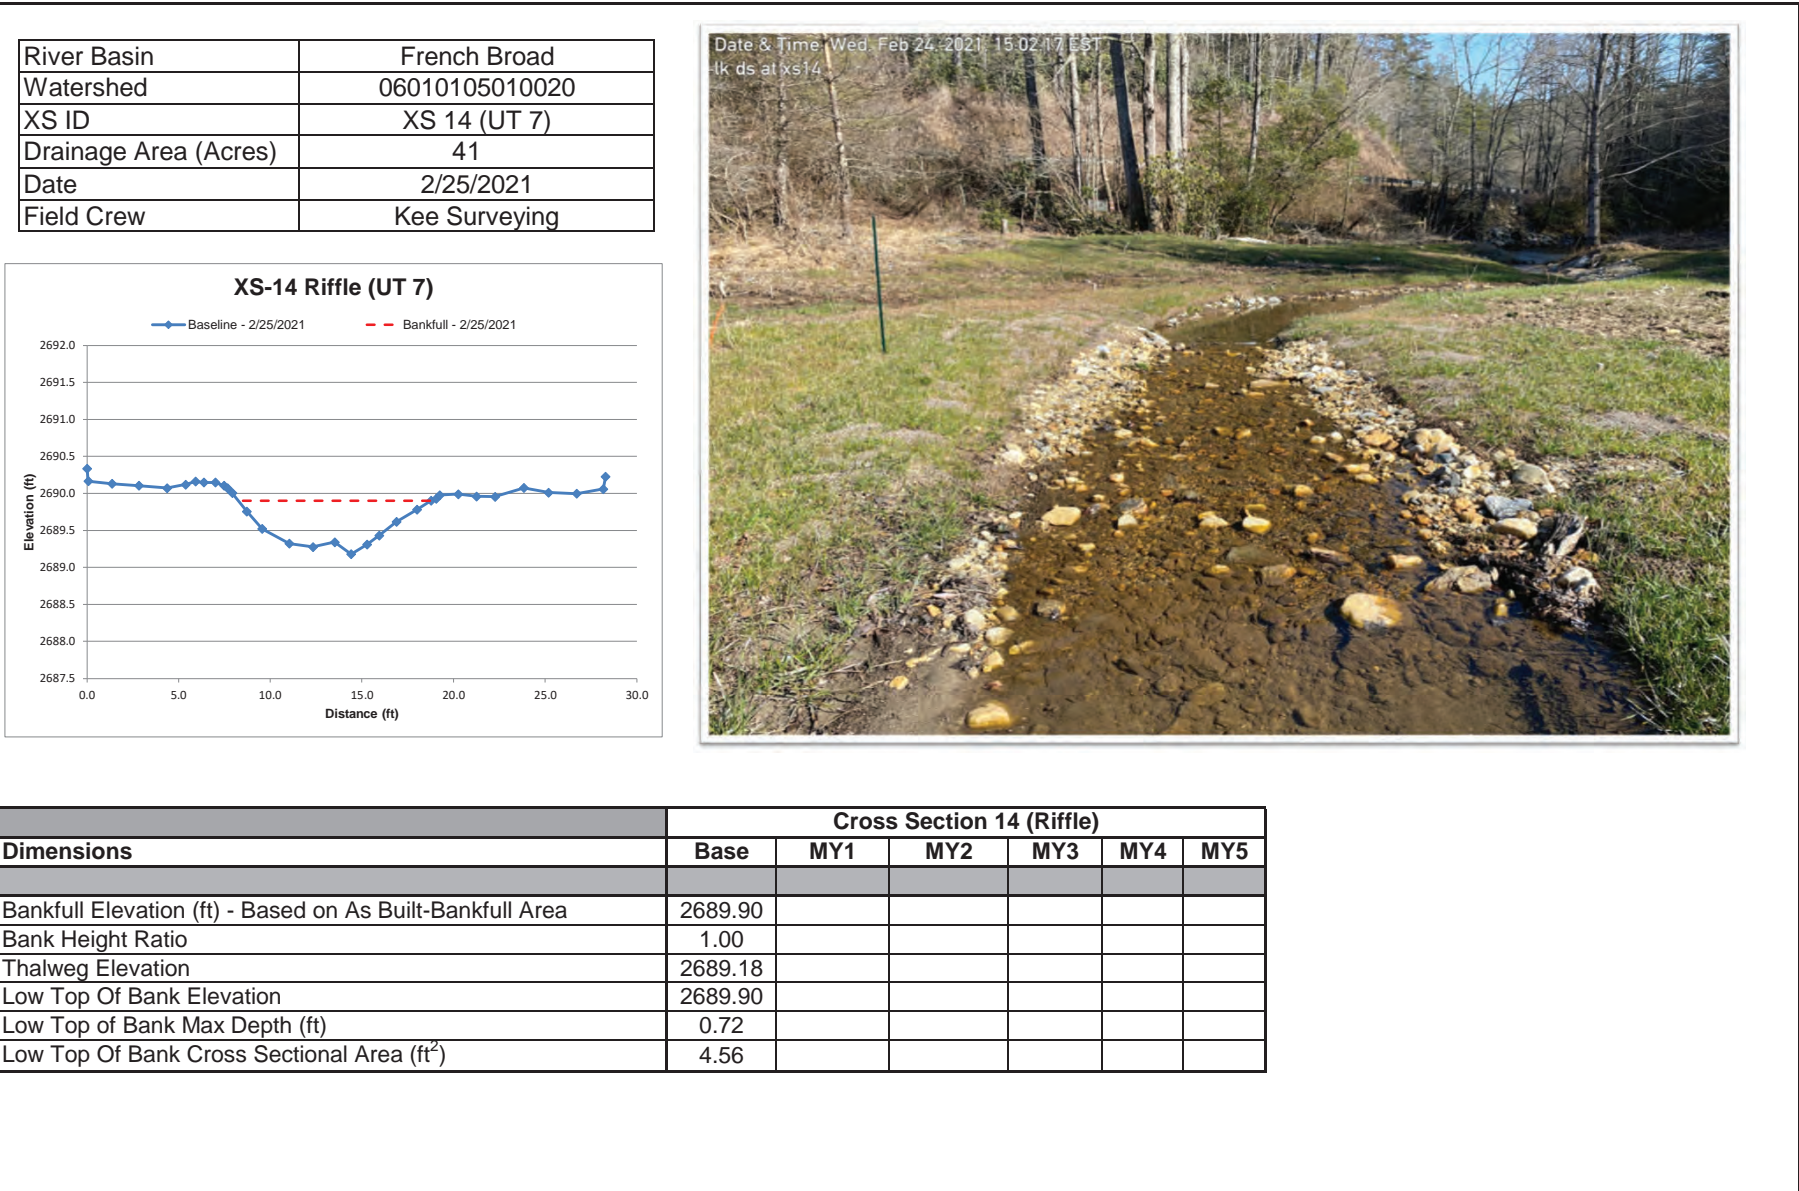 River Basin French Broad
Watershed 06010105010020
XS ID XS 14 (UT 7)
Drainage Area (Acres) 41
Date 2/25/2021
Field Crew Kee Surveying
Date & Time: Wed, Feb 24, 2021, 15:02:17 EST
lk ds at xs14
XS-14 Riffle (UT 7)
Baseline - 2/25/2021 Bankfull - 2/25/2021
2692.0
2691.5
2691.0
2690.5
2690.0
2689.5
2689.0
2688.5
2688.0
2687.5
Elevation (ft)
0.0 5.0 10.0 15.0 20.0 25.0 30.0
Distance (ft)
Cross Section 14 (Riffle)
Dimensions Base MY1 MY2 MY3 MY4 MY5
Bankfull Elevation (ft) - Based on As Built-Bankfull Area 2689.90
Bank Height Ratio 1.00
Thalweg Elevation 2689.18
Low Top Of Bank Elevation 2689.90
Low Top of Bank Max Depth (ft) 0.72
Low Top Of Bank Cross Sectional Area (ft²) 4.56